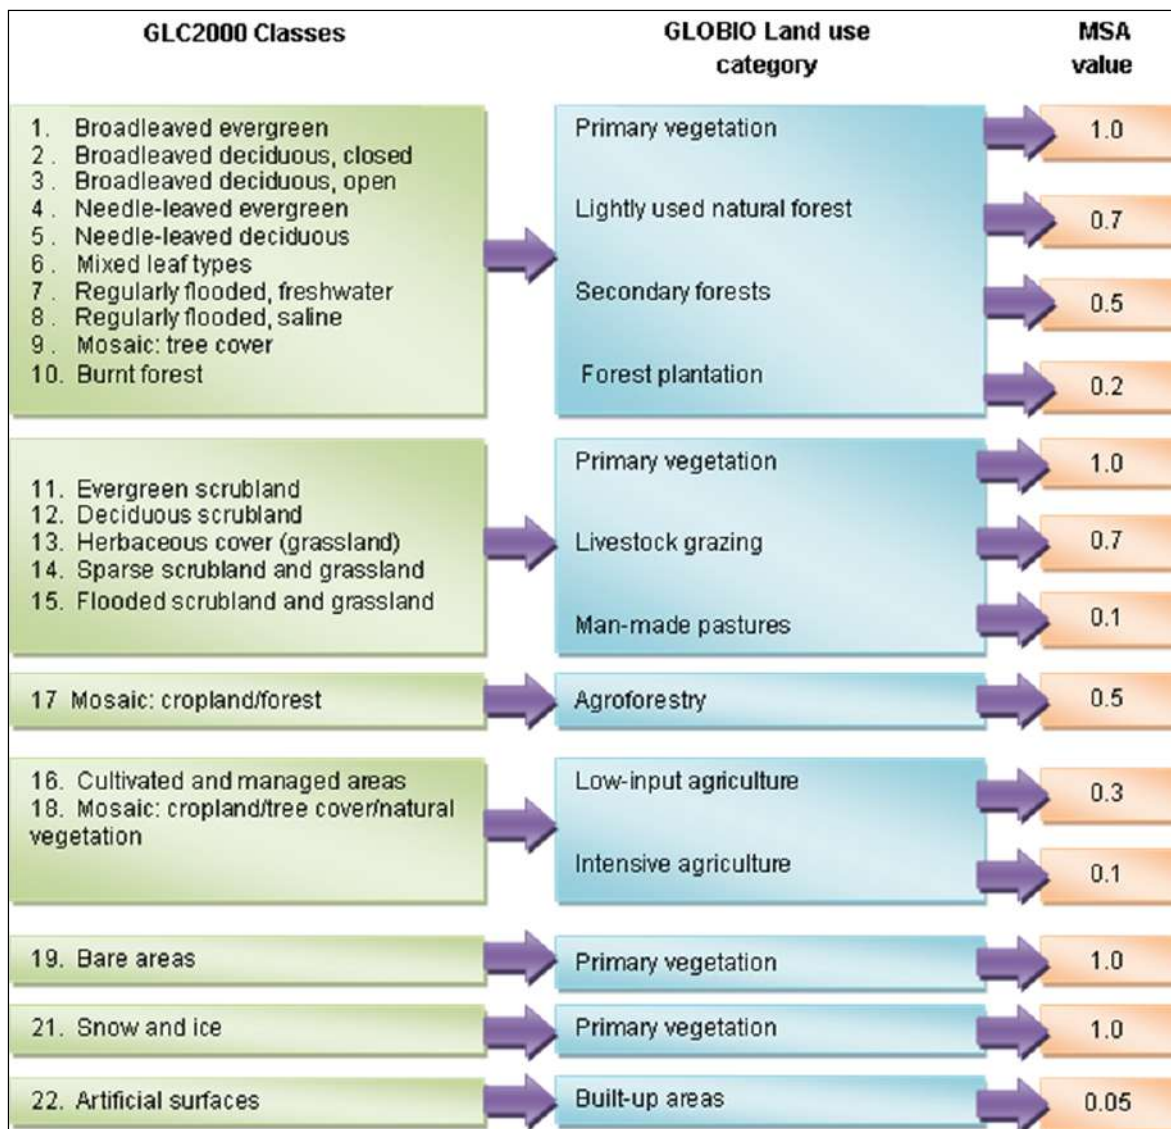 GLC2000 Classes
GLOBIO Land use
category
MSA
value
1. Broadleaved evergreen
2. Broadleaved deciduous, closed
3. Broadleaved deciduous, open
4. Needle-leaved evergreen
5. Needle-leaved deciduous
6. Mixed leaf types
7. Regularly flooded, freshwater
8. Regularly flooded, saline
9. Mosaic: tree cover
10. Burnt forest
Primary vegetation
1.0
Lightly used natural forest
0.7
Secondary forests
0.5
Forest plantation
0.2
11. Evergreen scrubland
12. Deciduous scrubland
13. Herbaceous cover (grassland)
14. Sparse scrubland and grassland
15. Flooded scrubland and grassland
Primary vegetation
1.0
Livestock grazing
0.7
Man-made pastures
0.1
17 Mosaic: cropland/forest
Agroforestry
0.5
16. Cultivated and managed areas
18. Mosaic: cropland/tree cover/natural
vegetation
Low-input agriculture
0.3
Intensive agriculture
0.1
19. Bare areas
Primary vegetation
1.0
21. Snow and ice
Primary vegetation
1.0
22. Artificial surfaces
Built-up areas
0.05